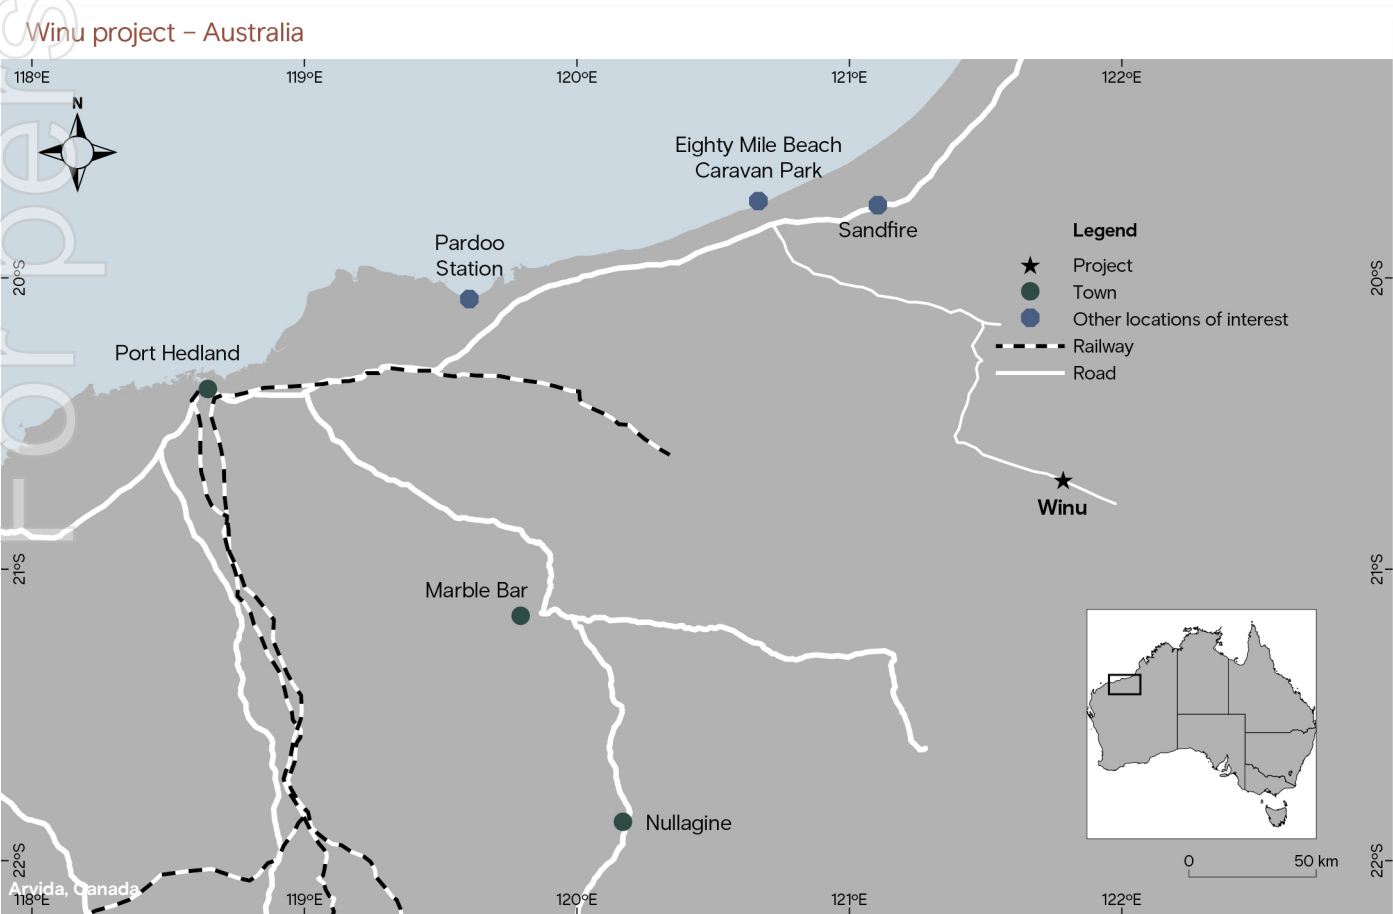 Winu project – Australia
118ºE
119ºE
120ºE
121ºE
122ºE
N
Eighty Mile Beach
Caravan Park
Sandfire
Pardoo
Station
Legend
Project
Town
Other locations of interest
Railway
Road
20ºS
20ºS
Port Hedland
For pers
Winu
21ºS
21ºS
Marble Bar
Nullagine
0
50 km
22ºS
22ºS
Arvida, Canada
118ºE
119ºE
120ºE
121ºE
122ºE